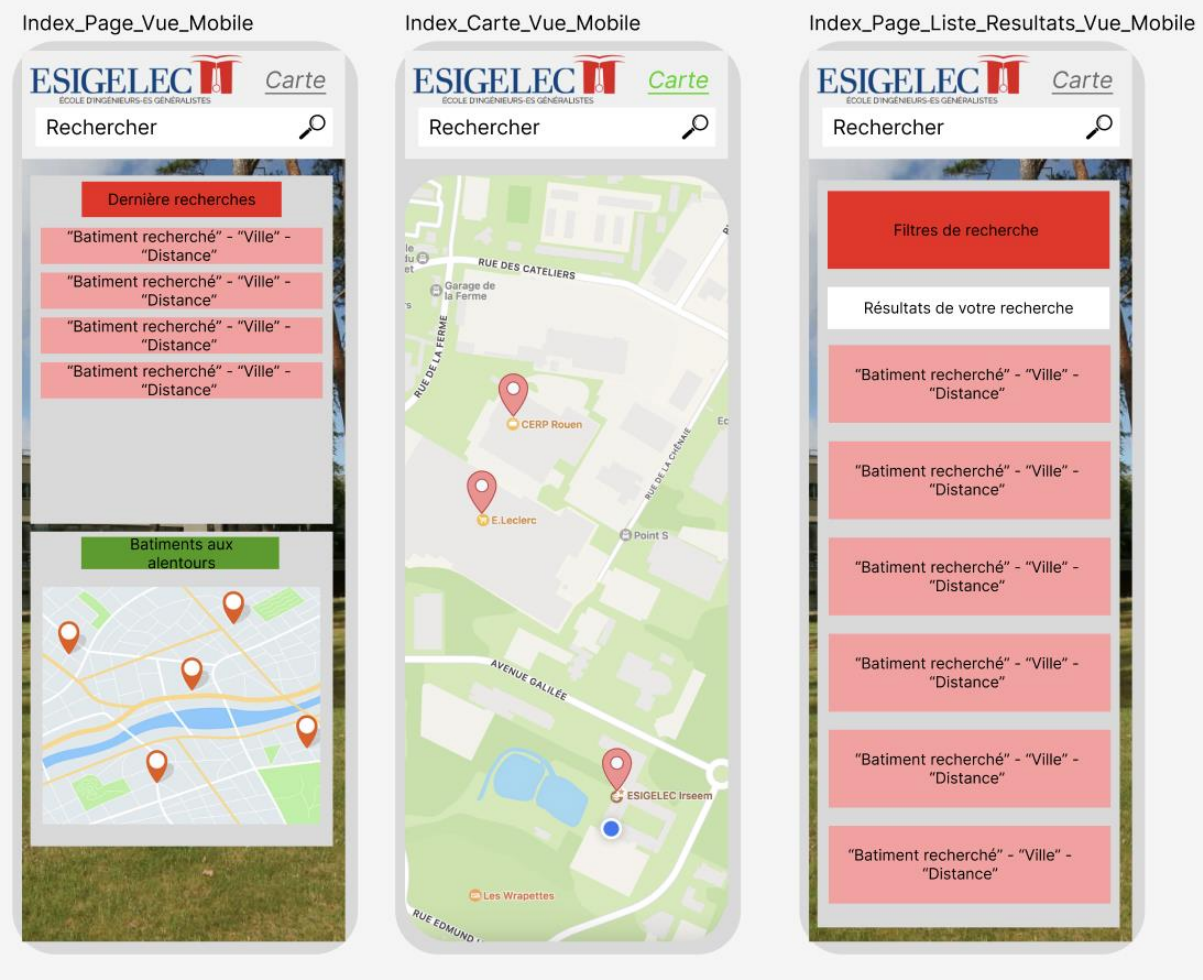 Index_Page_Vue_Mobile
ESIGELEC
ÉCOLE D'INGÉNIEURS-ES GÉNÉRALISTES
Carte
Rechercher
Dernière recherches
“Batiment recherché” - “Ville” -
“Distance”
“Batiment recherché” - “Ville” -
“Distance”
“Batiment recherché” - “Ville” -
“Distance”
“Batiment recherché” - “Ville” -
“Distance”
Batiments aux
alentours
Index_Carte_Vue_Mobile
ESIGELEC
ÉCOLE D'INGÉNIEURS-ES GÉNÉRALISTES
Carte
Rechercher
RUE DES CATELIERS
Garage de
la Ferme
RUE DE LA FERME
CERP Rouen
RUE DE LA CHÊNAIE
E.Leclerc
Point S
AVENUE GALILÉE
ESIGELEC Irseem
Les Wrapettes
RUE EDMUND
Index_Page_Liste_Resultats_Vue_Mobile
ESIGELEC
ÉCOLE D'INGÉNIEURS-ES GÉNÉRALISTES
Carte
Rechercher
Filtres de recherche
Résultats de votre recherche
“Batiment recherché” - “Ville” -
“Distance”
“Batiment recherché” - “Ville” -
“Distance”
“Batiment recherché” - “Ville” -
“Distance”
“Batiment recherché” - “Ville” -
“Distance”
“Batiment recherché” - “Ville” -
“Distance”
“Batiment recherché” - “Ville” -
“Distance”